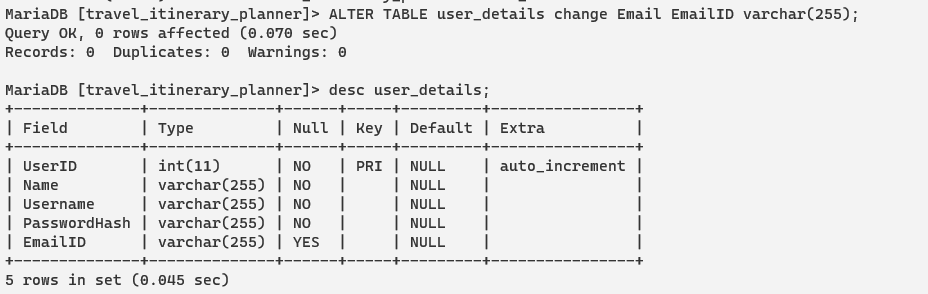 MariaDB [travel_itinerary_planner]> ALTER TABLE user_details change Email EmailID varchar(255);
Query OK, 0 rows affected (0.070 sec)
Records: 0  Duplicates: 0  Warnings: 0

MariaDB [travel_itinerary_planner]> desc user_details;
+--------------+--------------+------+-----+---------+----------------+
| Field        | Type         | Null | Key | Default | Extra          |
+--------------+--------------+------+-----+---------+----------------+
| UserID       | int(11)      | NO   | PRI | NULL    | auto_increment |
| Name         | varchar(255) | NO   |     | NULL    |                |
| Username     | varchar(255) | NO   |     | NULL    |                |
| PasswordHash | varchar(255) | NO   |     | NULL    |                |
| EmailID      | varchar(255) | YES  |     | NULL    |                |
+--------------+--------------+------+-----+---------+----------------+
5 rows in set (0.045 sec)